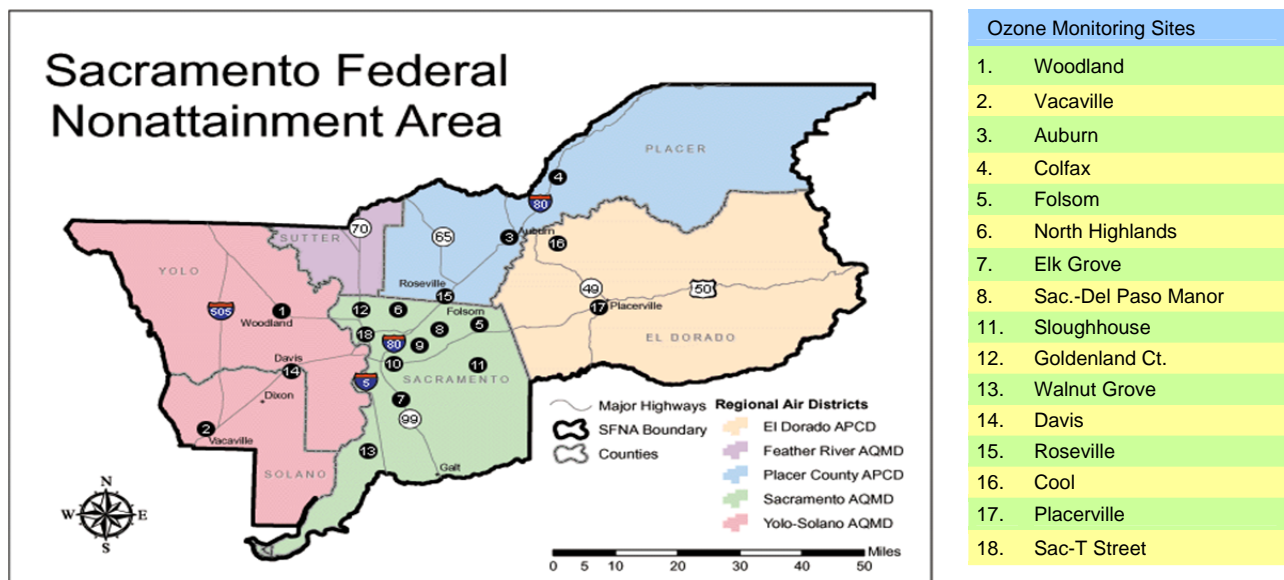 Sacramento Federal
Nonattainment Area
PLACER
4
80
SUTTER
70
65
3
Auburn
16
YOLO
Roseville
15
49
50
505
1
Woodland
12
6
Folsom
5
17
Placerville
18
8
80
9
EL DORADO
Davis
14
10
11
5
SACRAMENTO
Dixon
7
99
2
Vacaville
13
Galt
SOLANO
N
W
E
S
Major Highways
SFNA Boundary
Counties
Regional Air Districts
El Dorado APCD
Feather River AQMD
Placer County APCD
Sacramento AQMD
Yolo-Solano AQMD
Miles
0 5 10 20 30 40 50
Ozone Monitoring Sites
1. Woodland
2. Vacaville
3. Auburn
4. Colfax
5. Folsom
6. North Highlands
7. Elk Grove
8. Sac.-Del Paso Manor
11. Sloughhouse
12. Goldenland Ct.
13. Walnut Grove
14. Davis
15. Roseville
16. Cool
17. Placerville
18. Sac-T Street